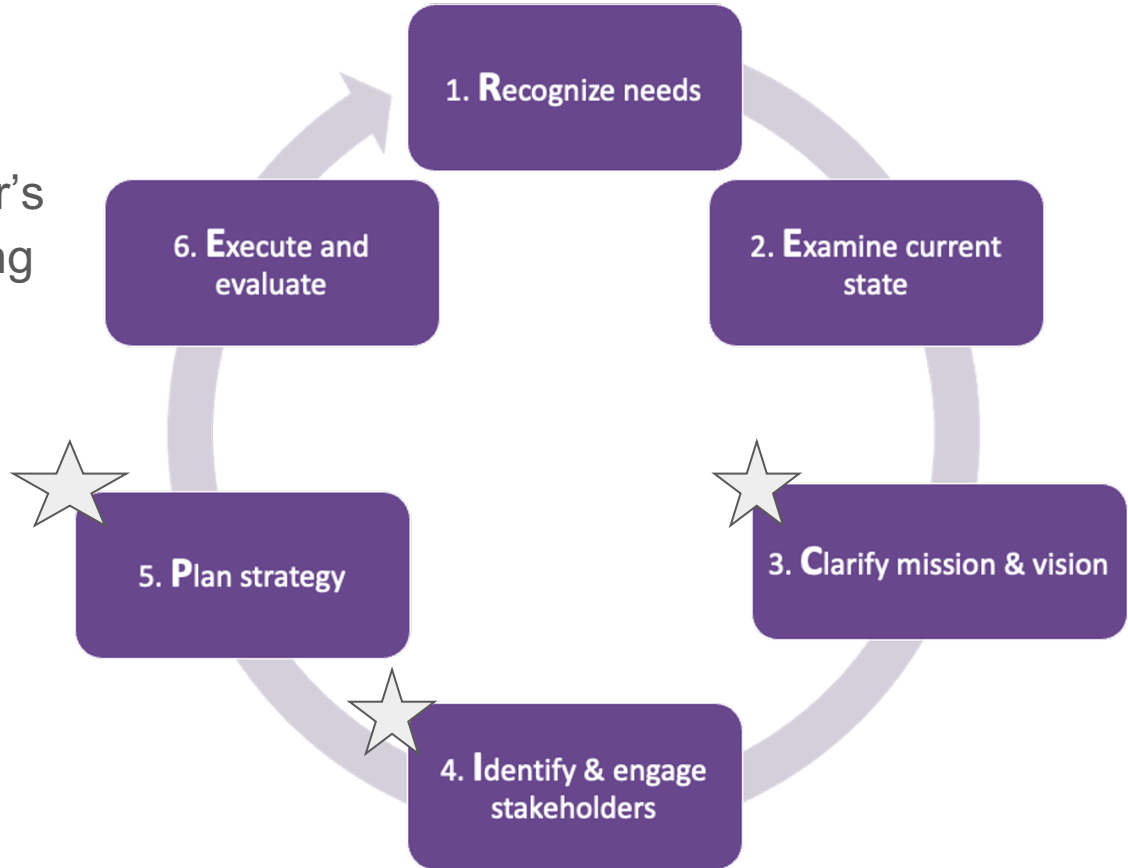 r’s
ng
1. Recognize needs
2. Examine current
state
3. Clarify mission & vision
4. Identify & engage
stakeholders
5. Plan strategy
6. Execute and
evaluate